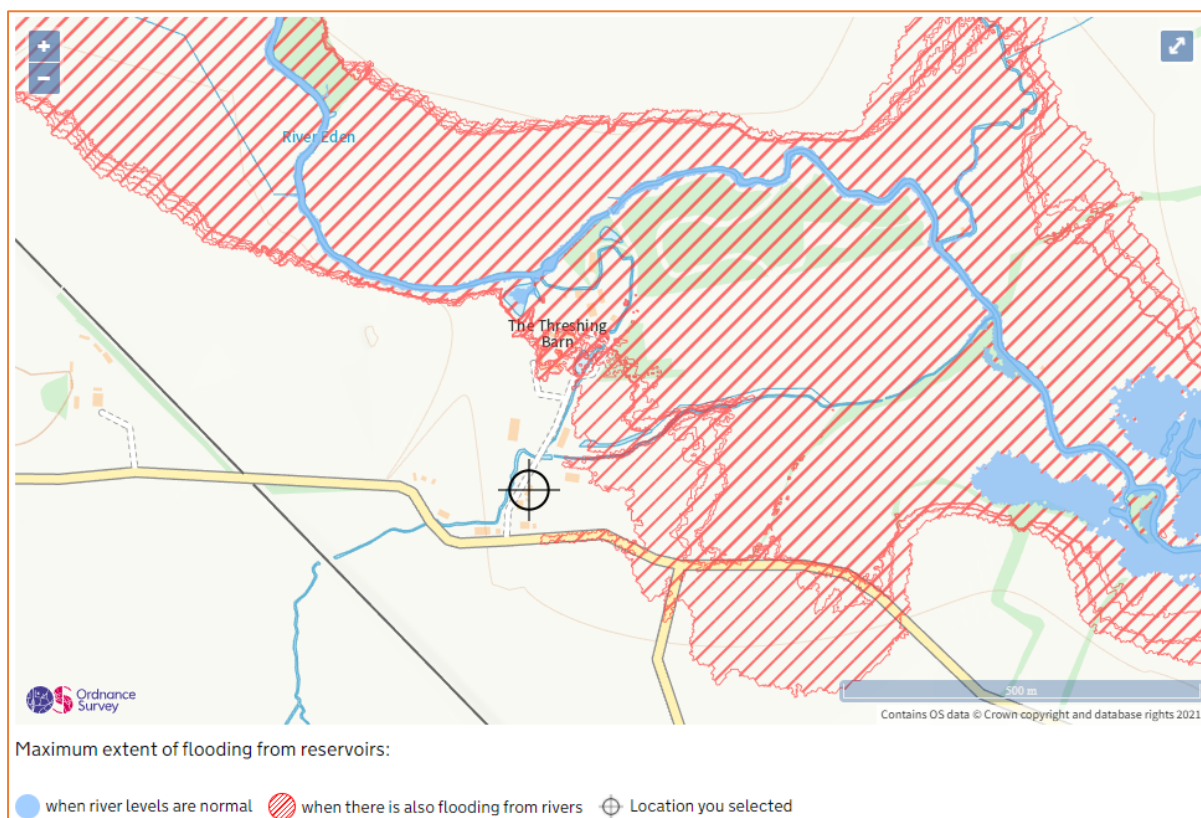 +
−
River Eden
The Threshing
Barn
Ordnance
Survey
500 m
Contains OS data © Crown copyright and database rights 2021
Maximum extent of flooding from reservoirs:
when river levels are normal
when there is also flooding from rivers
Location you selected